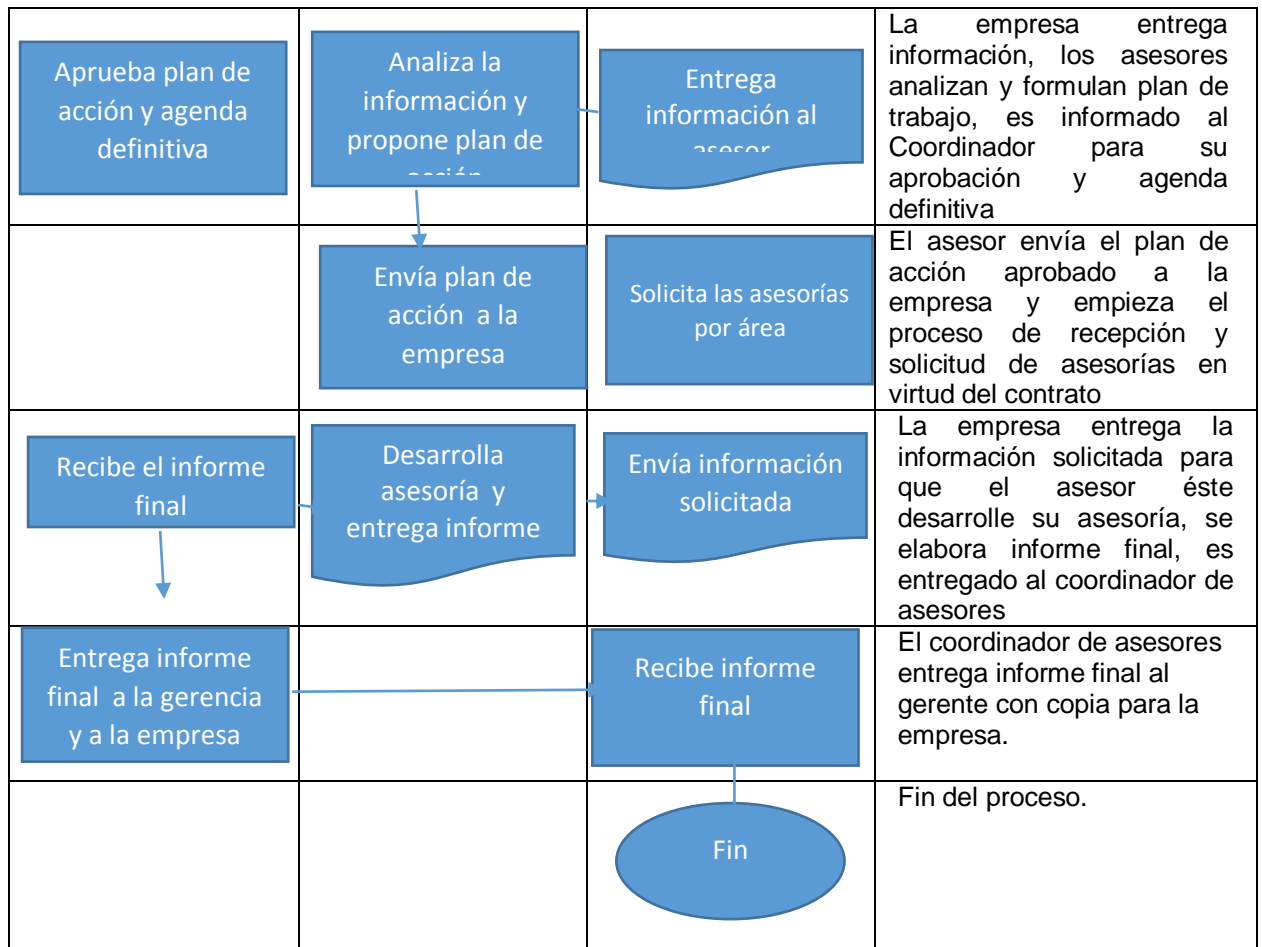 Aprueba plan de
acción y agenda
definitiva
Analiza la
información y
propone plan de
acción
Entrega
información al
asesor
La empresa entrega
información, los asesores
analizan y formulan plan de
trabajo, es informado al
Coordinador para su
aprobación y agenda
definitiva
Envía plan de
acción a la
empresa
Solicita las asesorías
por área
El asesor envía el plan de
acción aprobado a la
empresa y empieza el
proceso de recepción y
solicitud de asesorías en
virtud del contrato
Recibe el informe
final
Desarrolla
asesoría y
entrega informe
Envía información
solicitada
La empresa entrega la
información solicitada para
que el asesor éste
desarrolle su asesoría, se
elabora informe final, es
entregado al coordinador de
asesores
Entrega informe
final a la gerencia
y a la empresa
Recibe informe
final
El coordinador de asesores
entrega informe final al
gerente con copia para la
empresa.
Fin
Fin del proceso.